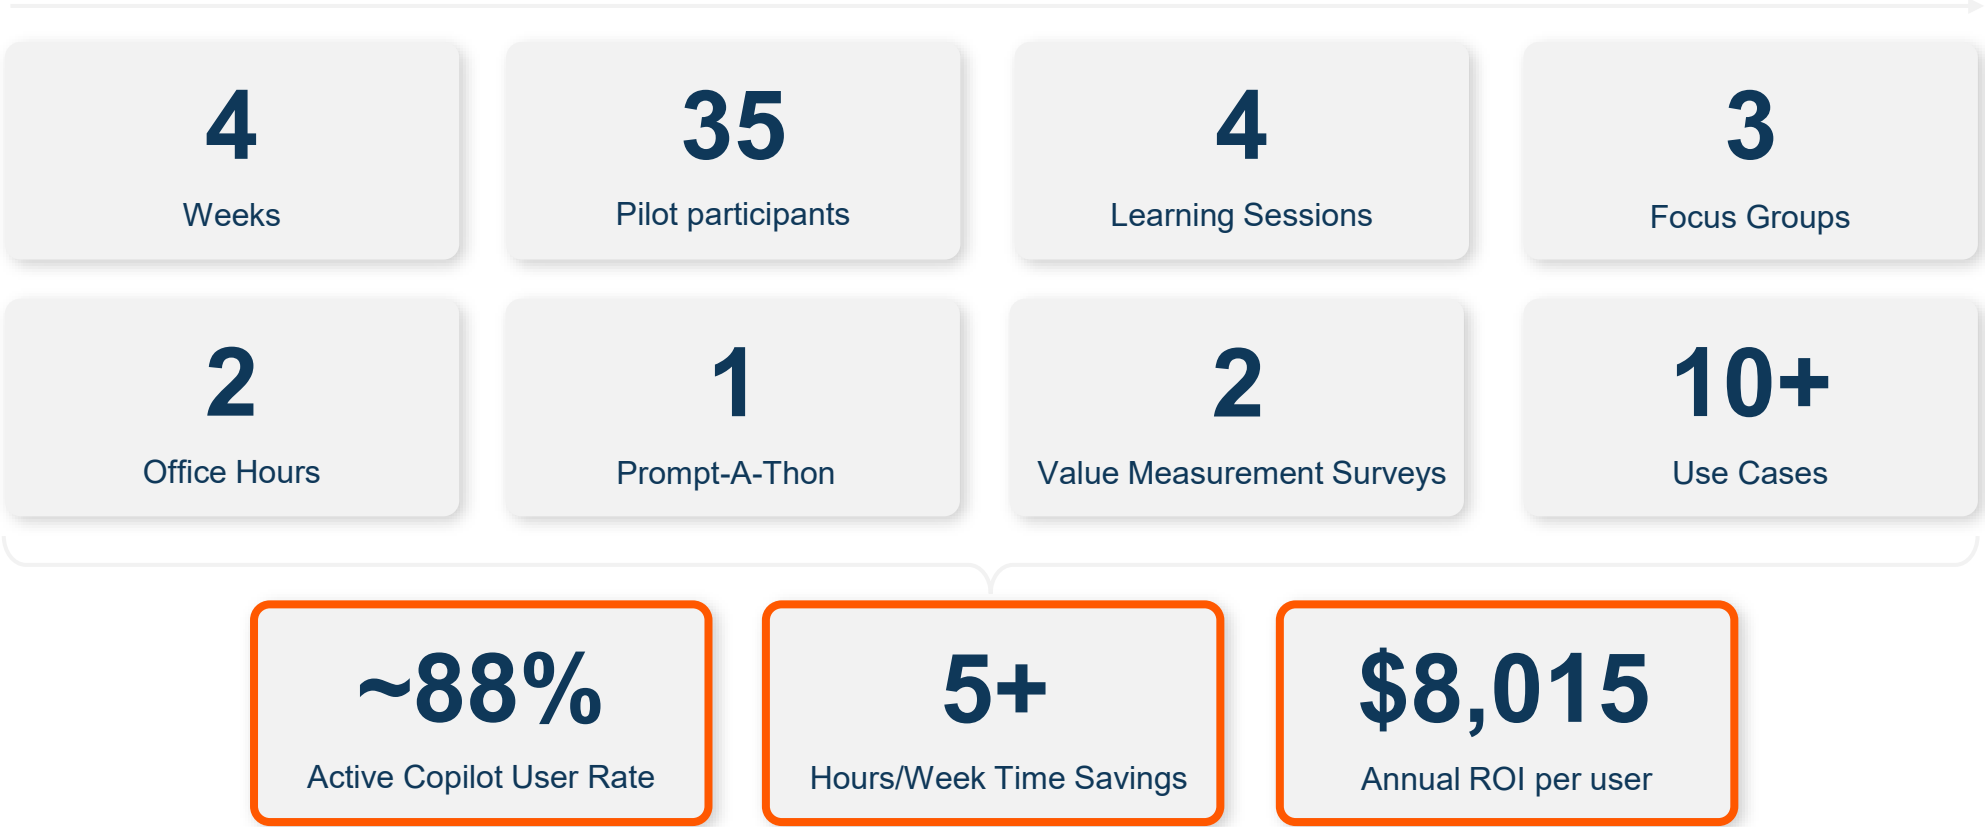 4
Weeks
35
Pilot participants
4
Learning Sessions
3
Focus Groups
2
Office Hours
1
Prompt-A-Thon
2
Value Measurement Surveys
10+
Use Cases
~88%
Active Copilot User Rate
5+
Hours/Week Time Savings
$8,015
Annual ROI per user